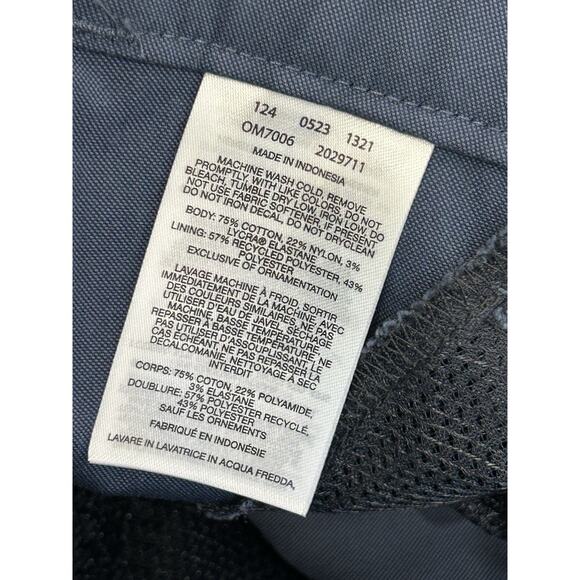 124 0523 1321
OM7006 2029711
MADE IN INDONESIA
MACHINE WASH COLD, REMOVE
PROMPTLY, WITH LIKE COLORS, DO NOT
BLEACH, TUMBLE DRY LOW, IRON LOW, DO
NOT USE FABRIC SOFTENER, IF PRESENT
DO NOT IRON DECAL, DO NOT DRYCLEAN
BODY: 75% COTTON, 22% NYLON, 3%
LYCRA® ELASTANE
LINING: 57% RECYCLED POLYESTER, 43%
POLYESTER
EXCLUSIVE OF ORNAMENTATION
LAVAGE MACHINE À FROID, SORTIR
IMMÉDIATEMENT DE LA MACHINE, AVEC
DES COULEURS SIMILAIRES, NE PAS
UTILISER D'EAU DE JAVEL, SÉCHAGE
MACHINE BASSE TEMPÉRATURE,
REPASSER À BASSE TEMPÉRATURE, NE
PAS UTILISER D'ASSOUPLISSANT, LE
CAS ÉCHÉANT, NE PAS REPASSER LA
DÉCALCOMANIE, NETTOYAGE À SEC
INTERDIT
CORPS: 75% COTON, 22% POLYAMIDE,
3% ÉLASTANE
DOUBLURE: 57% POLYESTER RECYCLÉ,
43% POLYESTER
SAUF LES ORNEMENTS
FABRIQUÉ EN INDONÉSIE
LAVARE IN LAVATRICE IN ACQUA FREDDA,